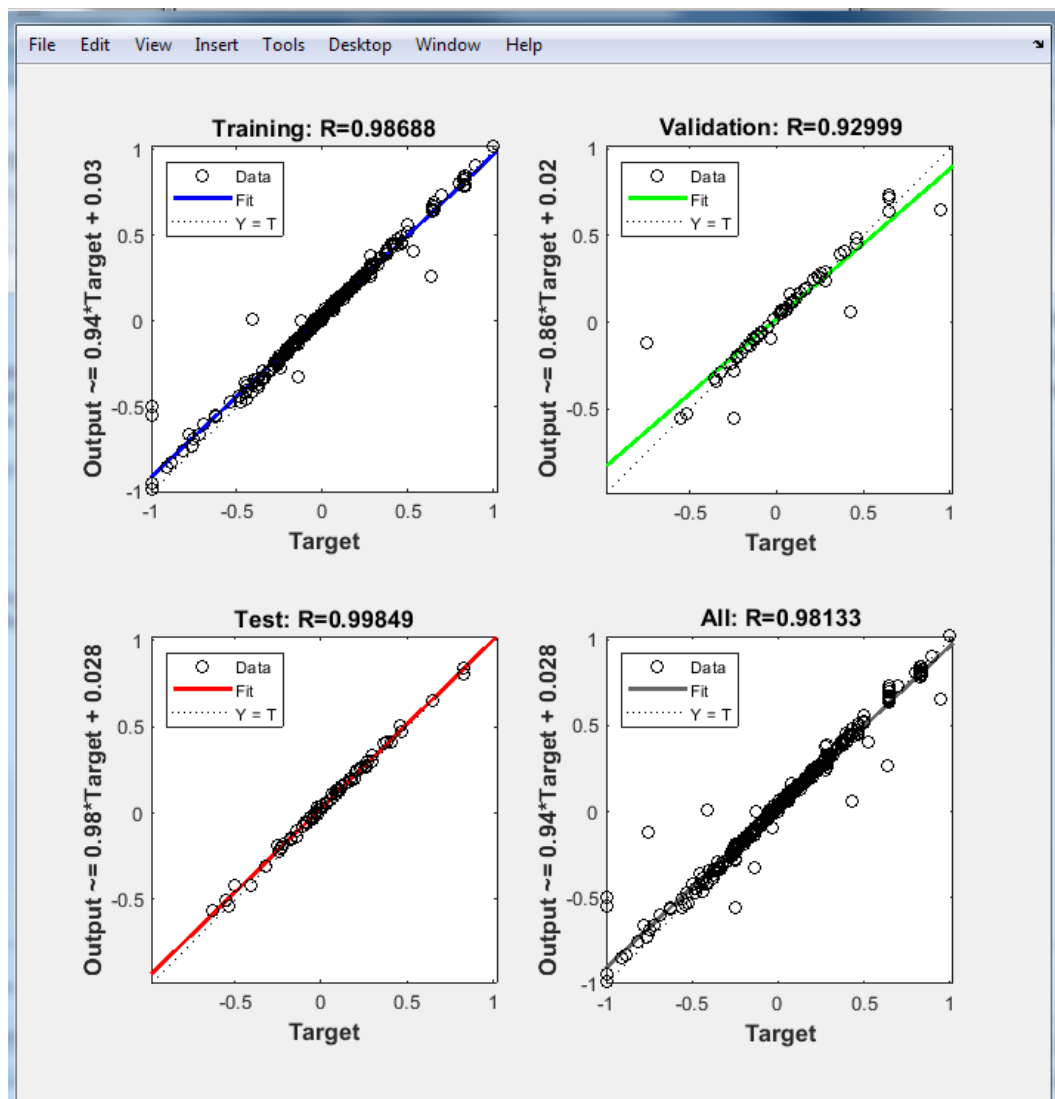 File Edit View Insert Tools Desktop Window Help
Training: R=0.98688
Output ~= 0.94*Target + 0.03
1
0.5
0
-0.5
-1
Data
Fit
Y = T
-1 -0.5 0 0.5 1
Target
Validation: R=0.92999
Output ~= 0.86*Target + 0.02
1
0.5
0
-0.5
Data
Fit
Y = T
-0.5 0 0.5 1
Target
Test: R=0.99849
Output ~= 0.98*Target + 0.028
1
0.5
0
-0.5
Data
Fit
Y = T
-0.5 0 0.5 1
Target
All: R=0.98133
Output ~= 0.94*Target + 0.028
1
0.5
0
-0.5
-1
Data
Fit
Y = T
-1 -0.5 0 0.5 1
Target